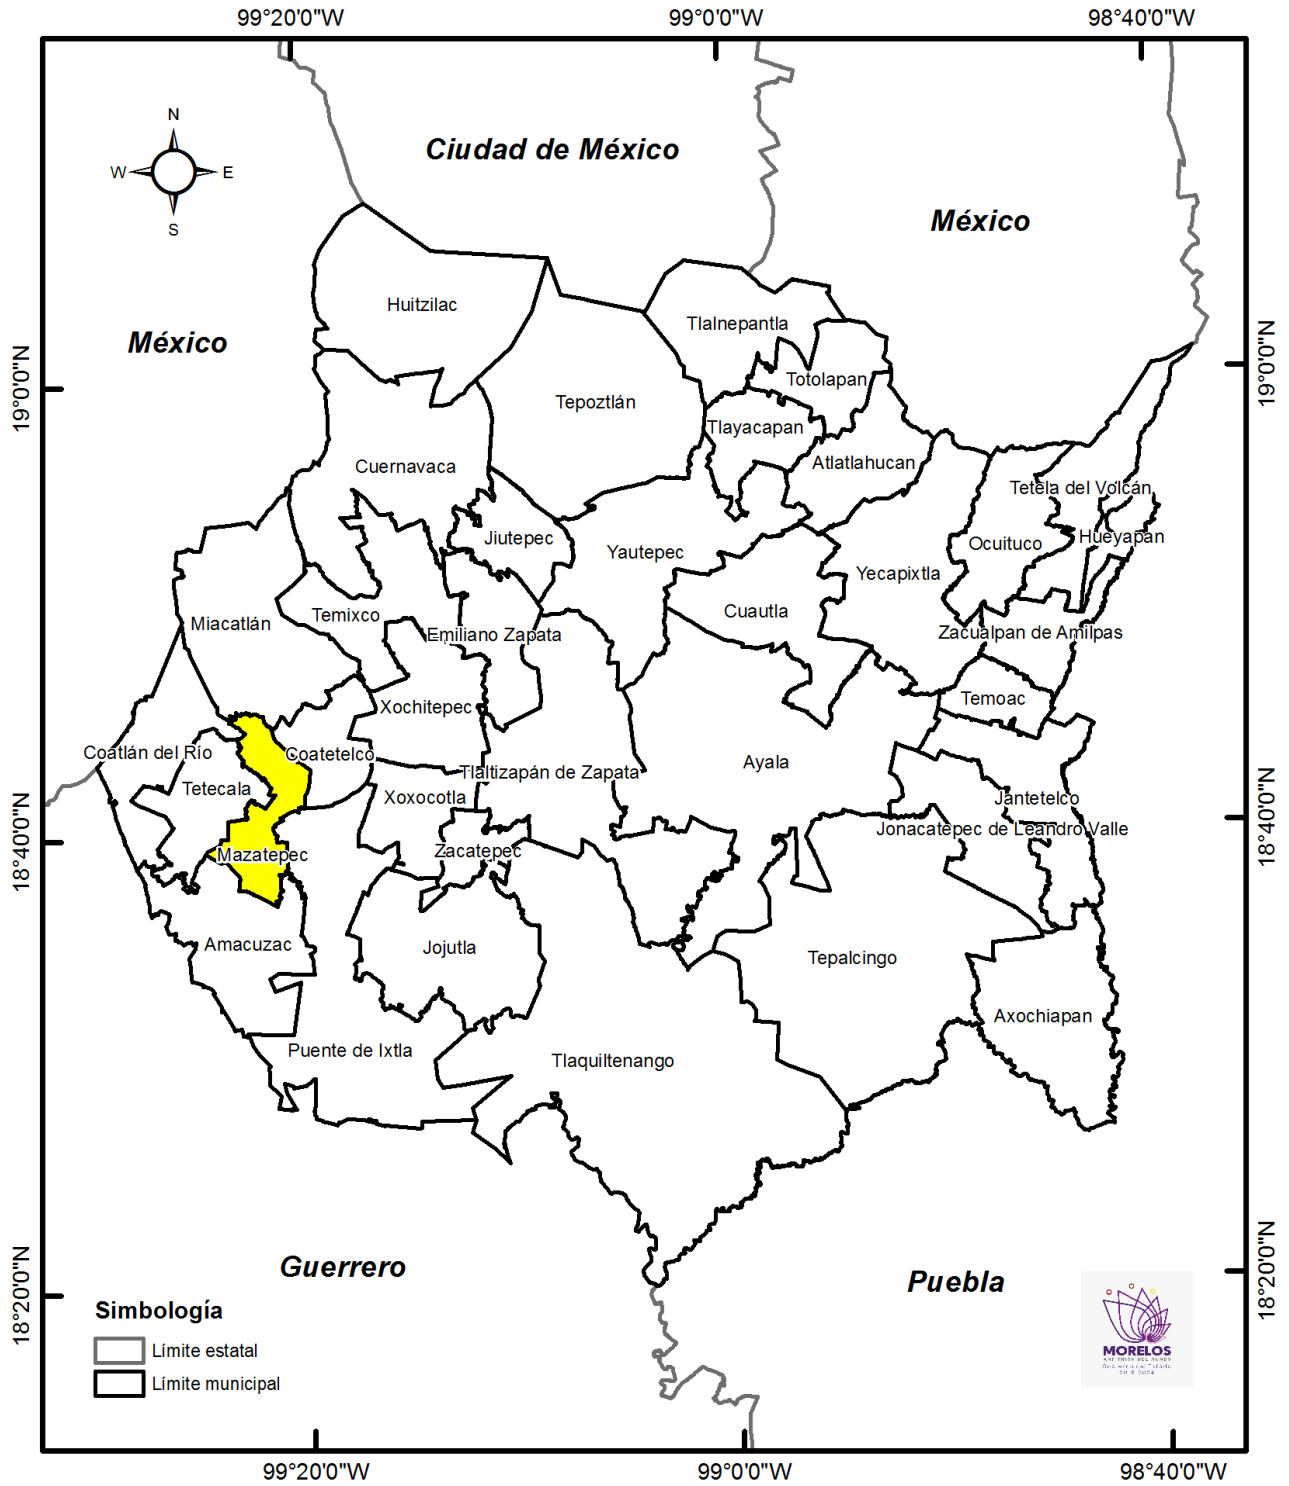 99°20'0"W 99°0'0"W 98°40'0"W
N
W E
S
Ciudad de México
México
México
Huitzilac
Tlalnepantla
19°0'0"N
19°0'0"N
Totolapan
Tepoztlán
Tlayacapan
Cuernavaca
Atlatlahucan
Tetela del Volcán
Jiutepec
Hueyapan
Ocuituco
Yautepec
Yecapixtla
Cuautla
Temixco
Miacatlán
Emiliano Zapata
Zacualpan de Amilpas
Temoac
Xochitepec
Coatlán del Río
Coatetelco
Ayala
Tlaltizapán de Zapata
Tetecala
Xoxocotla
Jantetelco
Jonacatepec de Leandro Valle
18°40'0"N
18°40'0"N
Zacatepec
Mazatepec
Amacuzac
Jojutla
Tepalcingo
Axochiapan
Puente de Ixtla
Tlaquiltenango
Guerrero
Puebla
18°20'0"N
18°20'0"N
Simbología
Límite estatal
Límite municipal
MORELOS
99°20'0"W 99°0'0"W 98°40'0"W